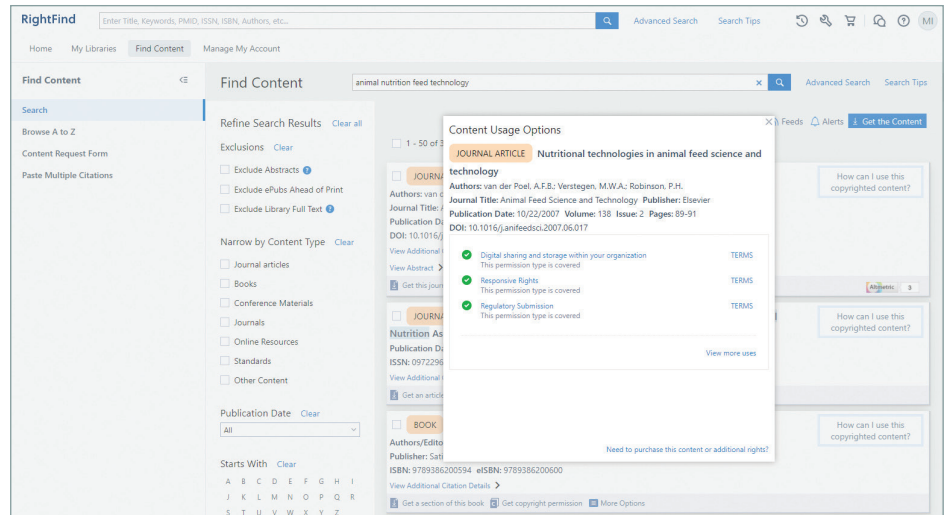 RightFind
Enter Title, Keywords, PMID, ISSN, ISBN, Authors, etc...
Advanced Search Search Tips
MI
Home My Libraries Find Content Manage My Account
Find Content
Search
Browse A to Z
Content Request Form
Paste Multiple Citations
Find Content
animal nutrition feed technology
Advanced Search Search Tips
Refine Search Results Clear all
Exclusions Clear
Exclude Abstracts
Exclude ePubs Ahead of Print
Exclude Library Full Text
Narrow by Content Type Clear
Journal articles
Books
Conference Materials
Journals
Online Resources
Standards
Other Content
Publication Date Clear
All
Starts With Clear
A B C D E F G H I
J K L M N O P Q R
S T U V W X Y Z
Feeds Alerts Get the Content
1 - 50 of
JOURNA
Authors: van d
Journal Title:
Publication Da
DOI: 10.1016/j
View Additional
View Abstract
Get this jour
How can I use this
copyrighted content?
Altmetric 3
JOURNA
Nutrition As
Publication Da
ISSN: 0972296
View Additional
Get an article
How can I use this
copyrighted content?
BOOK
Authors/Edito
Publisher: Sat
ISBN: 9789386200594 eISBN: 9789386200600
View Additional Citation Details
Get a section of this book Get copyright permission More Options
How can I use this
copyrighted content?
Content Usage Options
JOURNAL ARTICLE Nutritional technologies in animal feed science and
technology
Authors: van der Poel, A.F.B.; Verstegen, M.W.A.; Robinson, P.H.
Journal Title: Animal Feed Science and Technology Publisher: Elsevier
Publication Date: 10/22/2007 Volume: 138 Issue: 2 Pages: 89-91
DOI: 10.1016/j.anifeedsci.2007.06.017
Digital sharing and storage within your organization TERMS
This permission type is covered
Responsive Rights TERMS
This permission type is covered
Regulatory Submission TERMS
This permission type is covered
View more uses
Need to purchase this content or additional rights?